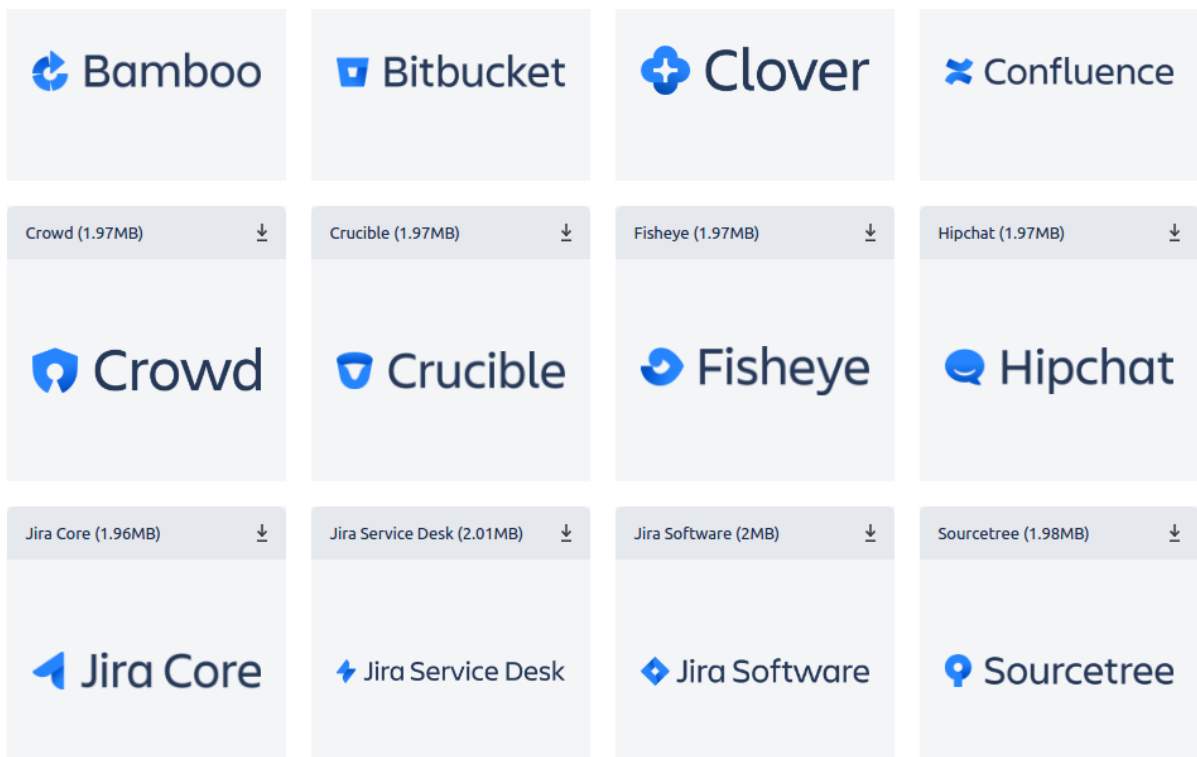 Bamboo
Bitbucket
Clover
Confluence
Crowd (1.97MB)
Crucible (1.97MB)
Fisheye (1.97MB)
Hipchat (1.97MB)
Crowd
Crucible
Fisheye
Hipchat
Jira Core (1.96MB)
Jira Service Desk (2.01MB)
Jira Software (2MB)
Sourcetree (1.98MB)
Jira Core
Jira Service Desk
Jira Software
Sourcetree